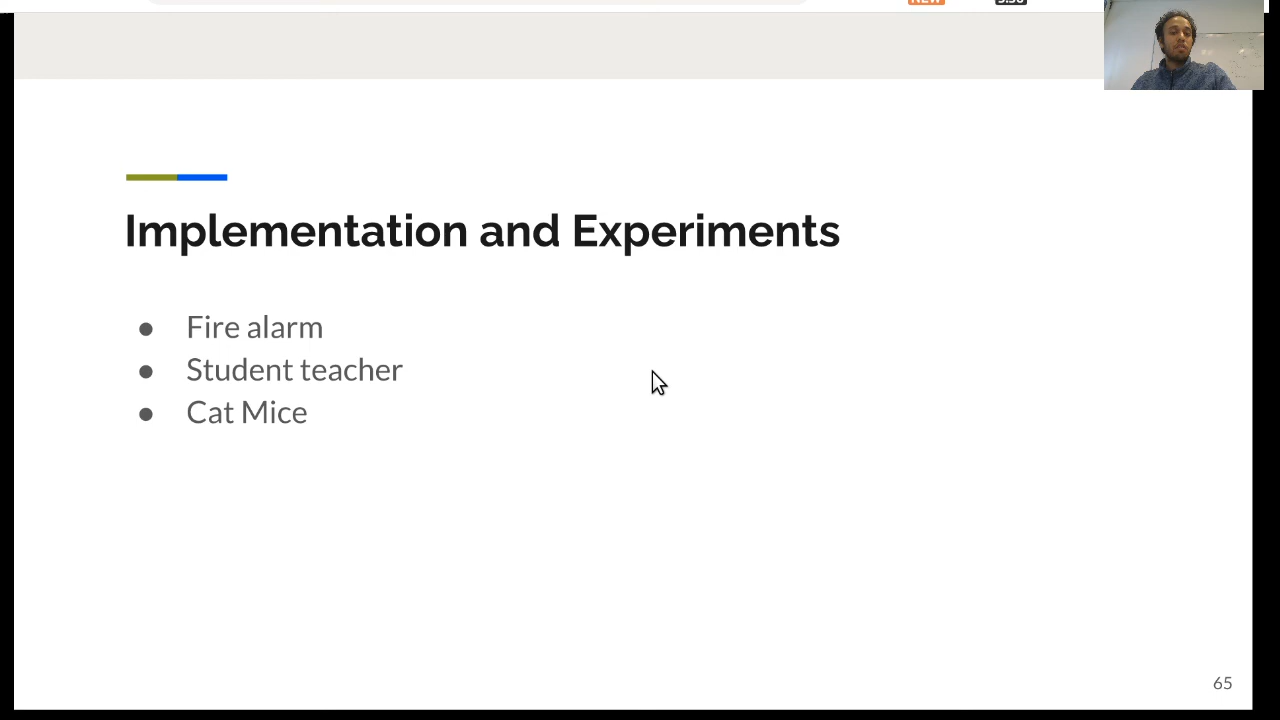 Implementation and Experiments
● Fire alarm
● Student teacher
● Cat Mice
65